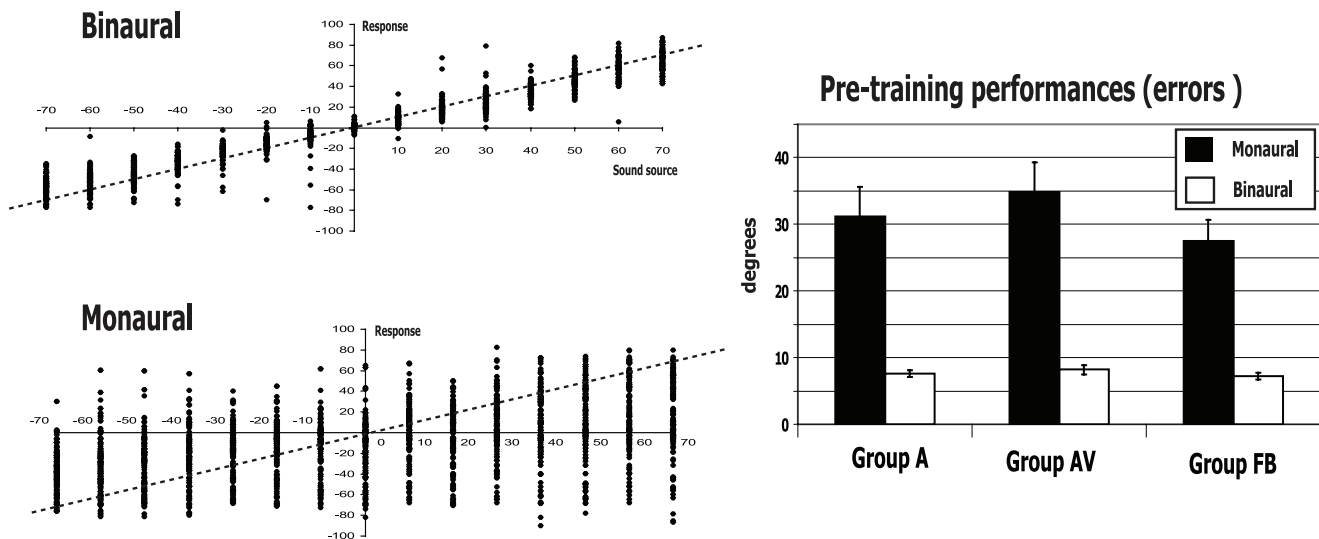 Binaural
Response
100
80
60
40
20
-70 -60 -50 -40 -30 -20 -10
10 20 30 40 50 60 70
Sound source
-20
-40
-60
-80
-100
Monaural
Response
100
80
60
40
20
-70 -60 -50 -40 -30 -20 -10
0 10 20 30 40 50 60 70
-20
-40
-60
-80
-100
Pre-training performances (errors )
Monaural
Binaural
degrees
40
30
20
10
0
Group A Group AV Group FB